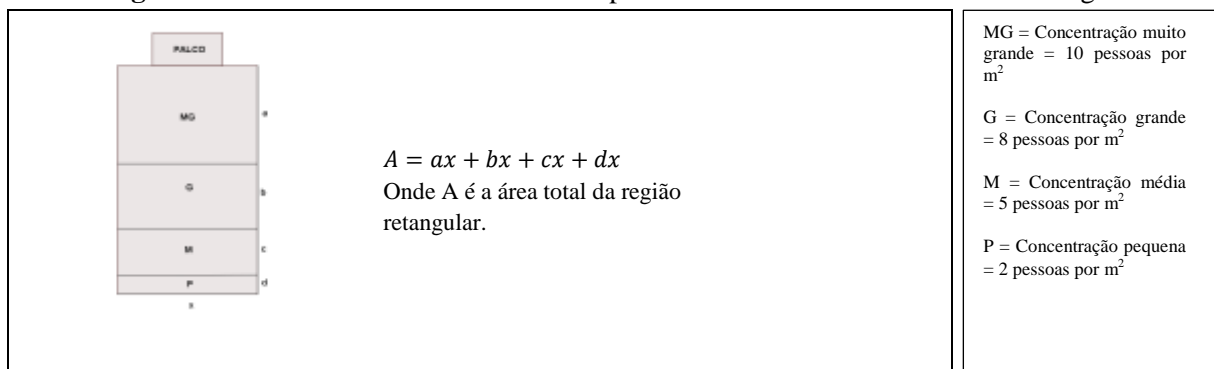 PALCO
MG
a
G
b
M
c
P
d
x
A = ax + bx + cx + dx
Onde A é a área total da região
retangular.
MG = Concentração muito
grande = 10 pessoas por
m²
G = Concentração grande
= 8 pessoas por m²
M = Concentração média
= 5 pessoas por m²
P = Concentração pequena
= 2 pessoas por m²